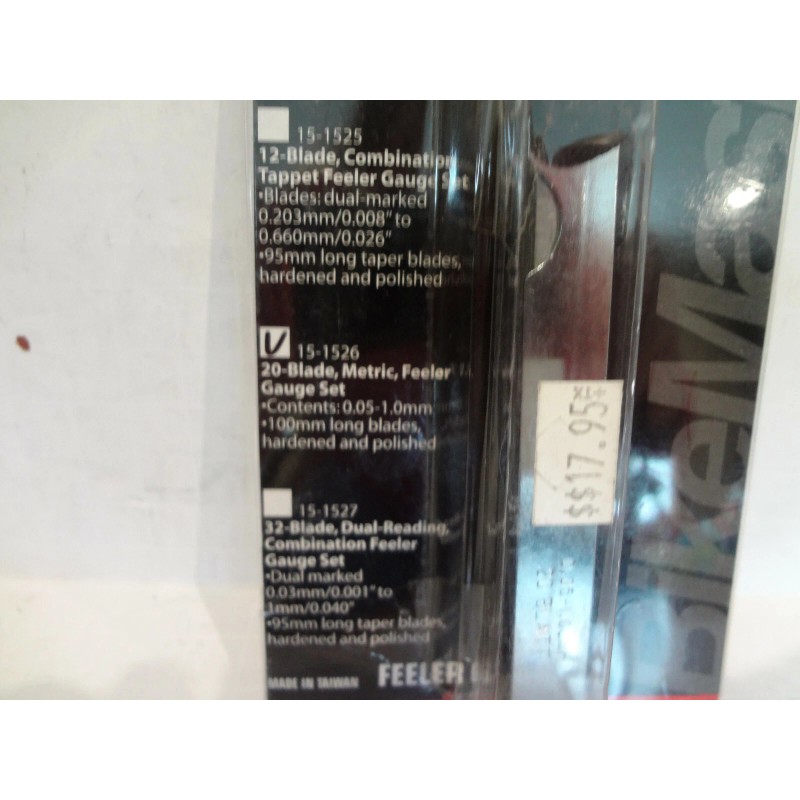 15-1525
12-Blade, Combination
Tappet Feeler Gauge Set
•Blades: dual-marked
0.203mm/0.008" to
0.660mm/0.026"
•95mm long taper blades,
hardened and polished
V 15-1526
20-Blade, Metric, Feeler
Gauge Set
•Contents: 0.05-1.0mm
•100mm long blades,
hardened and polished
15-1527
32-Blade, Dual-Reading,
Combination Feeler
Gauge Set
•Dual marked
0.03mm/0.001" to
1mm/0.040"
•95mm long taper blades,
hardened and polished
MADE IN TAIWAN
FEELER
$$17.95
BikeMas